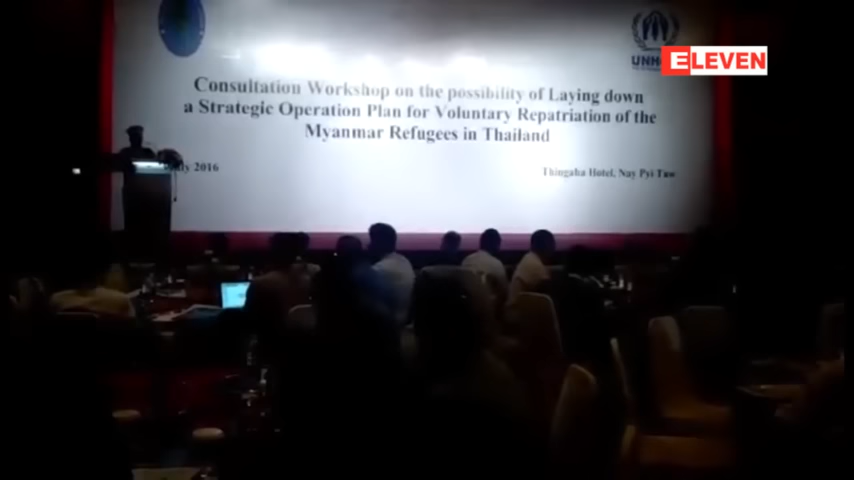 UNH
ELEVEN
Consultation Workshop on the possibility of Laying down
a Strategic Operation Plan for Voluntary Repatriation of the
Myanmar Refugees in Thailand
2016
Thingaha Hotel, Nay Pyi Taw